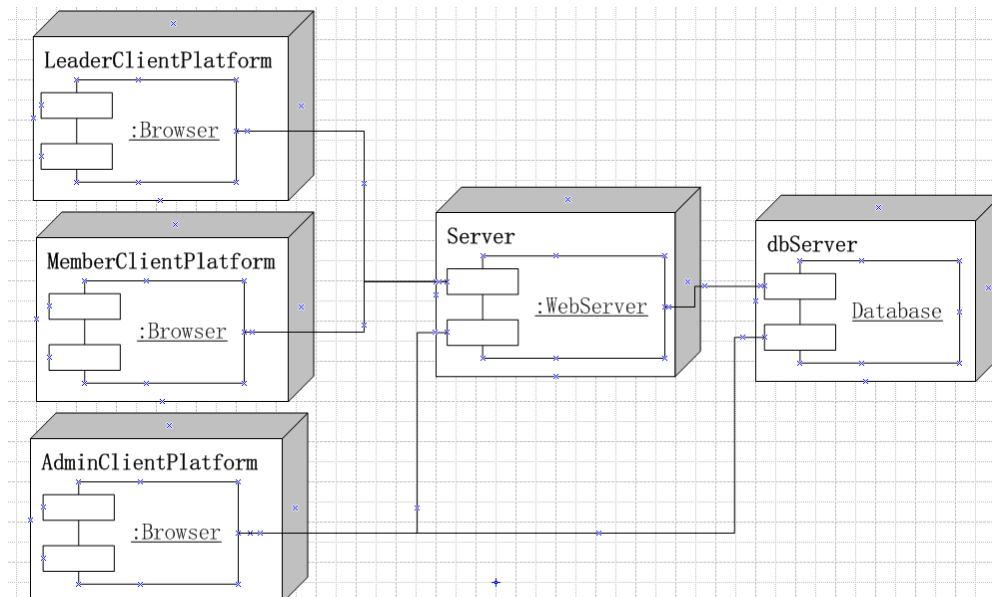 LeaderClientPlatform
:Browser
MemberClientPlatform
:Browser
AdminClientPlatform
:Browser
Server
:WebServer
dbServer
Database